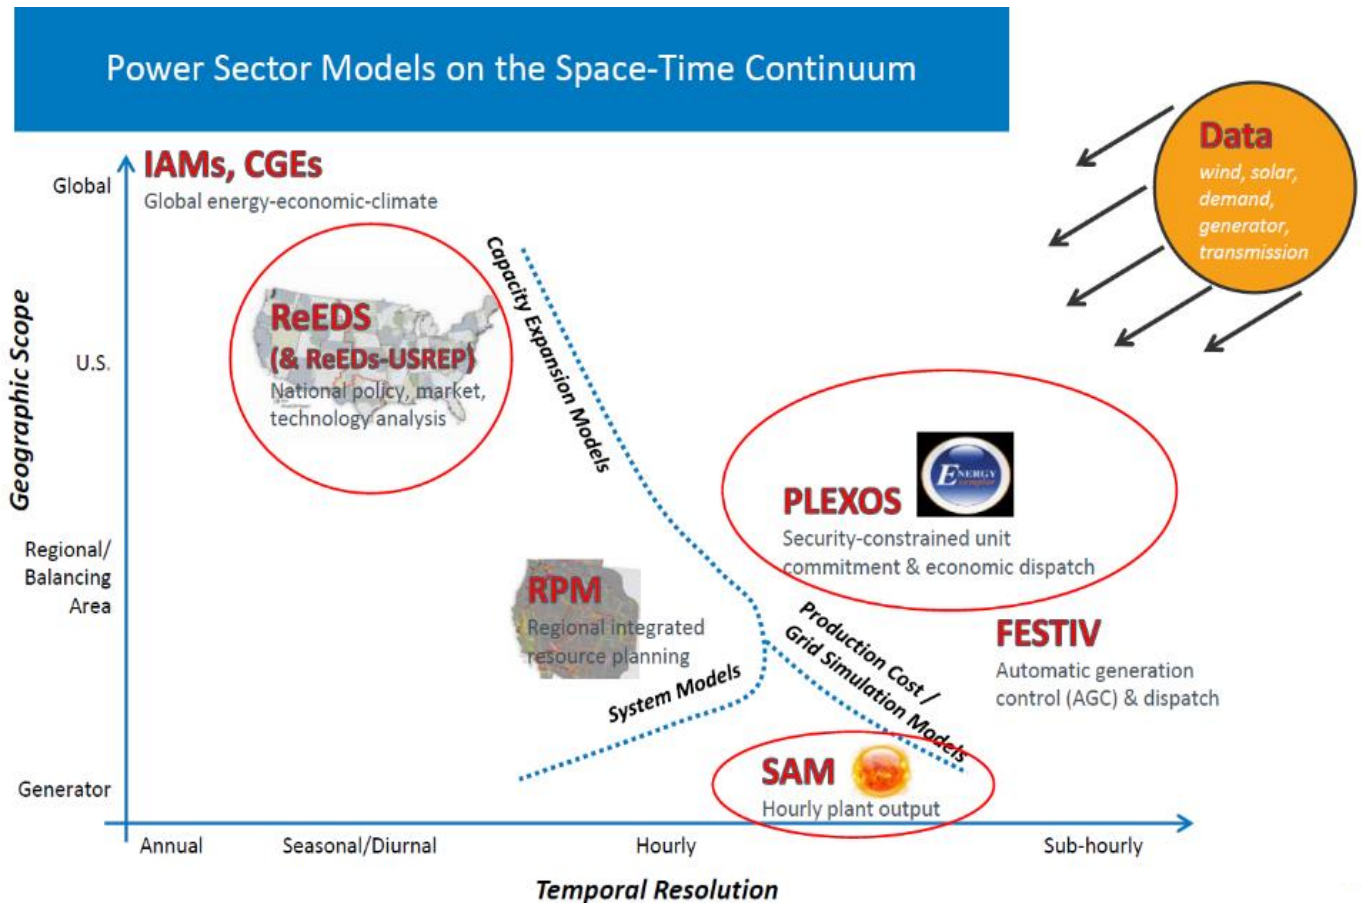 Power Sector Models on the Space-Time Continuum
Data
wind, solar,
demand,
generator,
transmission
IAMs, CGEs
Global energy-economic-climate
Global
U.S.
Regional/
Balancing
Area
Generator
Geographic Scope
ReEDS
(& ReEDs-USREP)
National policy, market,
technology analysis
Capacity Expansion Models
PLEXOS
ENERGY
Security-constrained unit
commitment & economic dispatch
RPM
Regional integrated
resource planning
System Models
Production Cost /
Grid Simulation Models
FESTIV
Automatic generation
control (AGC) & dispatch
SAM
Hourly plant output
Annual
Seasonal/Diurnal
Hourly
Sub-hourly
Temporal Resolution